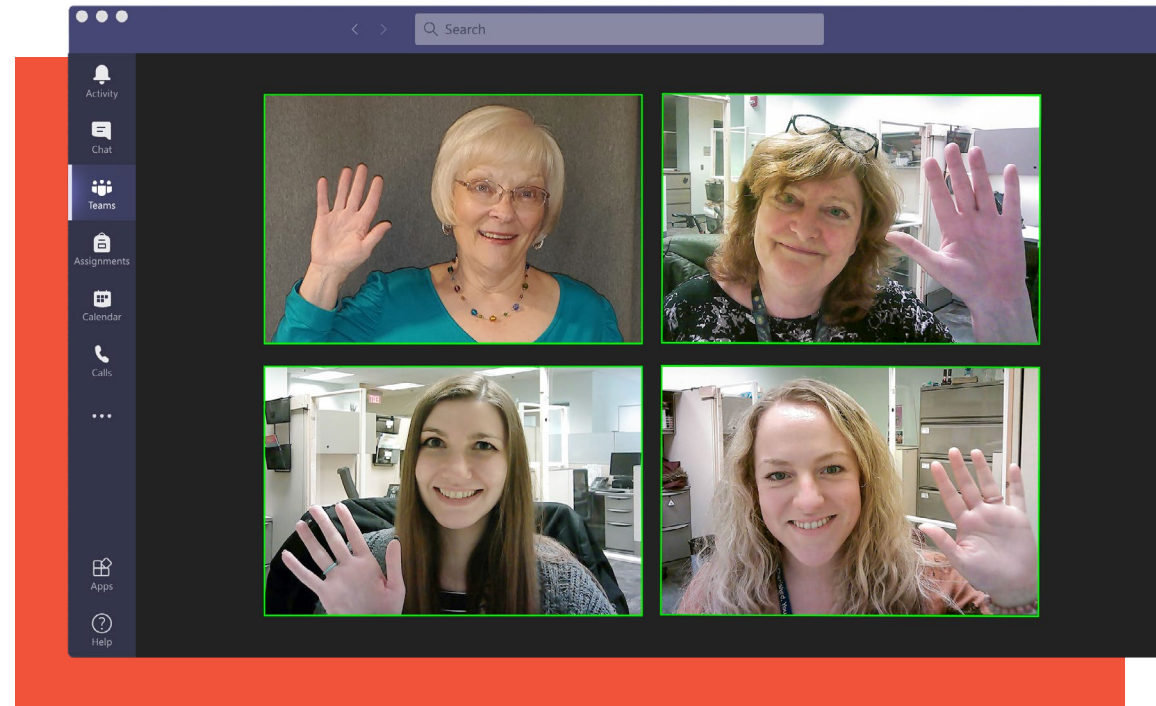 Search
Activity
Chat
Teams
Assignments
Calendar
Calls
Apps
Help